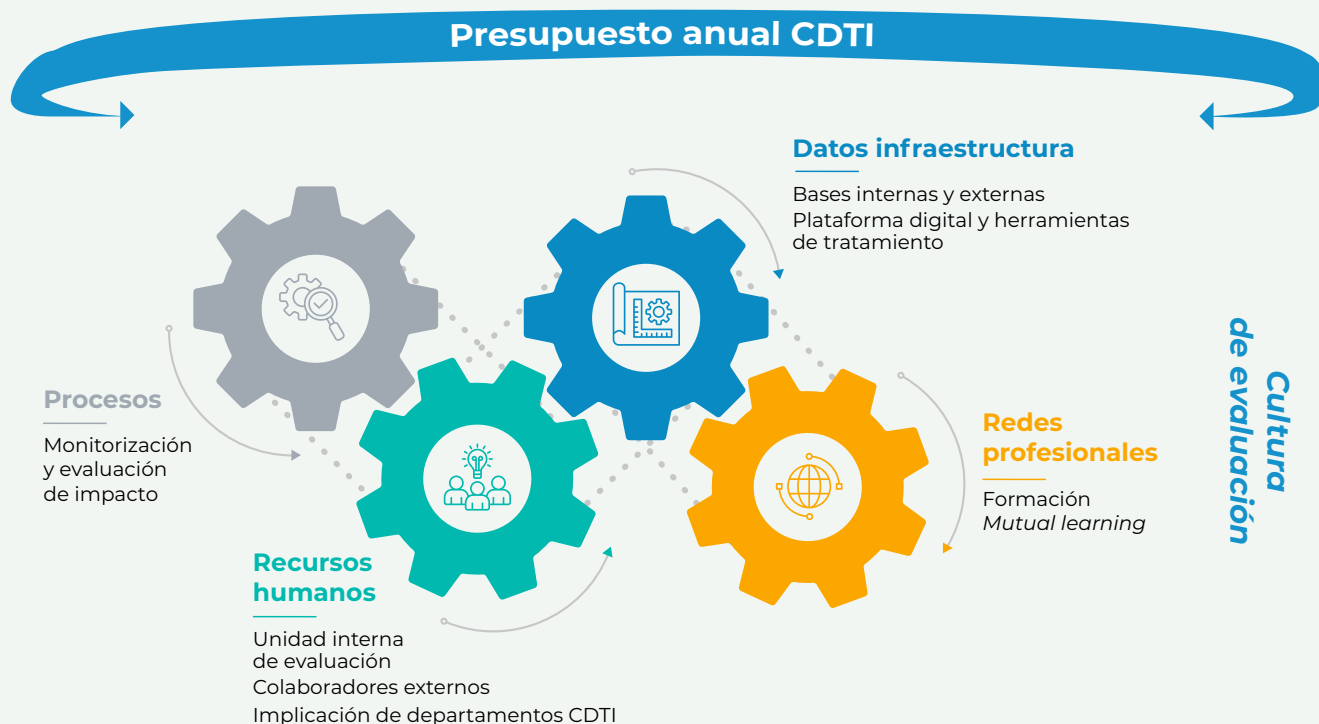 Presupuesto anual CDTI
Datos infraestructura
Bases internas y externas
Plataforma digital y herramientas
de tratamiento
Procesos
Monitorización
y evaluación
de impacto
Redes
profesionales
Formación
Mutual learning
Cultura
de evaluación
Recursos
humanos
Unidad interna
de evaluación
Colaboradores externos
Implicación de departamentos CDTI